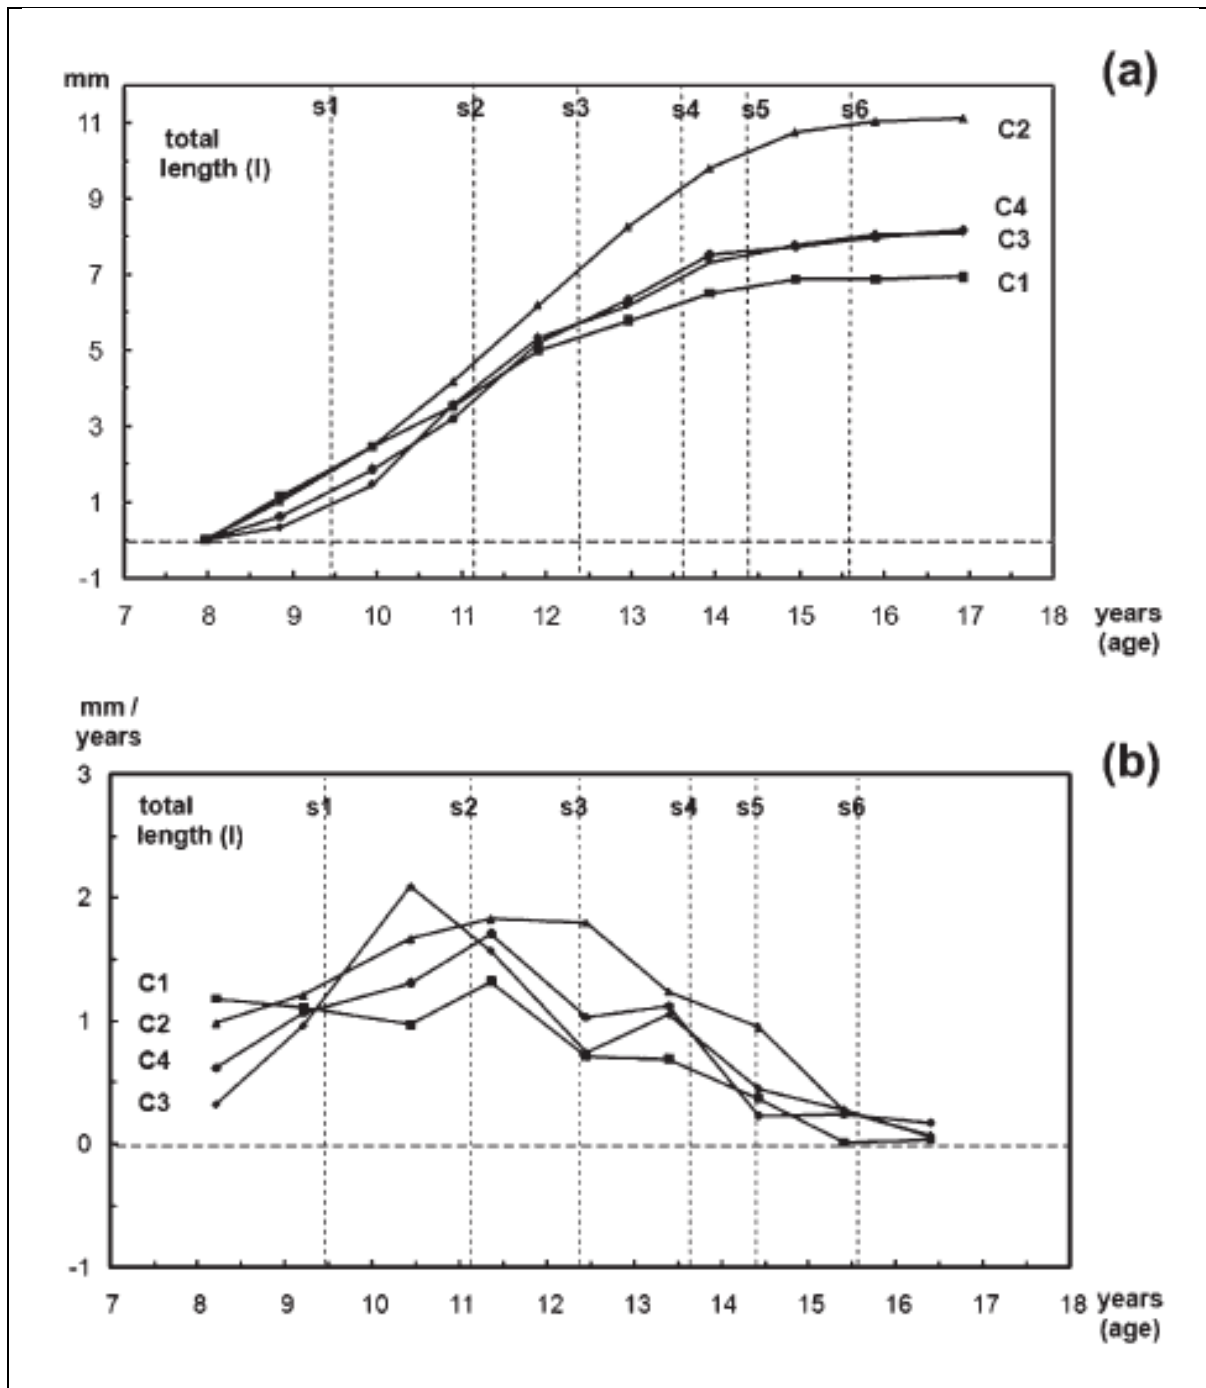 (a)
mm
s1 s2 s3 s4 s5 s6
11
total
length (l)
C2
9
C4
C3
7
C1
5
3
1
-1
7 8 9 10 11 12 13 14 15 16 17 18 years
(age)
mm /
years
(b)
3
total
length (l)
s1 s2 s3 s4 s5 s6
2
C1
1
C2
C4
C3
0
-1
7 8 9 10 11 12 13 14 15 16 17 18 years
(age)